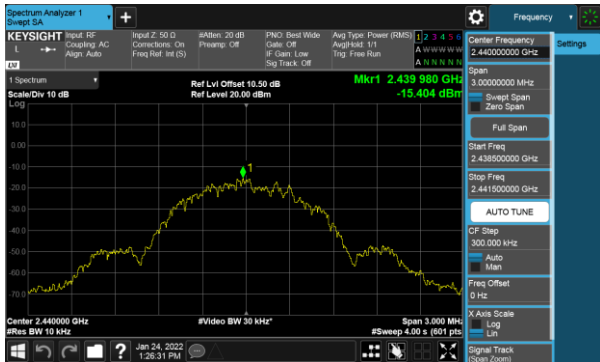 Spectrum Analyzer 1
Swept SA
Frequency
KEYSIGHT
L
LXI
Input: RF
Coupling: AC
Align: Auto
Input Z: 50 Ω
Corrections: On
Freq Ref: Int (S)
#Atten: 20 dB
Preamp: Off
PNO: Best Wide
Gate: Off
IF Gain: Low
Sig Track: Off
Avg Type: Power (RMS)
Avg|Hold: 1/1
Trig: Free Run
1 2 3 4 5 6
A W W W W W
A N N N N N
Settings
1 Spectrum
Scale/Div 10 dB
Ref Lvl Offset 10.50 dB
Ref Level 20.00 dBm
Mkr1 2.439 980 GHz
-15.404 dBm
Log
10.0
0.00
-10.0
-20.0
-30.0
-40.0
-50.0
-60.0
-70.0
1
Center 2.440000 GHz
#Res BW 10 kHz
#Video BW 30 kHz*
Span 3.000 MHz
#Sweep 4.00 s (601 pts)
Center Frequency
2.440000000 GHz
Span
3.00000000 MHz
Swept Span
Zero Span
Full Span
Start Freq
2.438500000 GHz
Stop Freq
2.441500000 GHz
AUTO TUNE
CF Step
300.000 kHz
Auto
Man
Freq Offset
0 Hz
X Axis Scale
Log
Lin
Signal Track
(Span Zoom)
Jan 24, 2022
1:26:31 PM